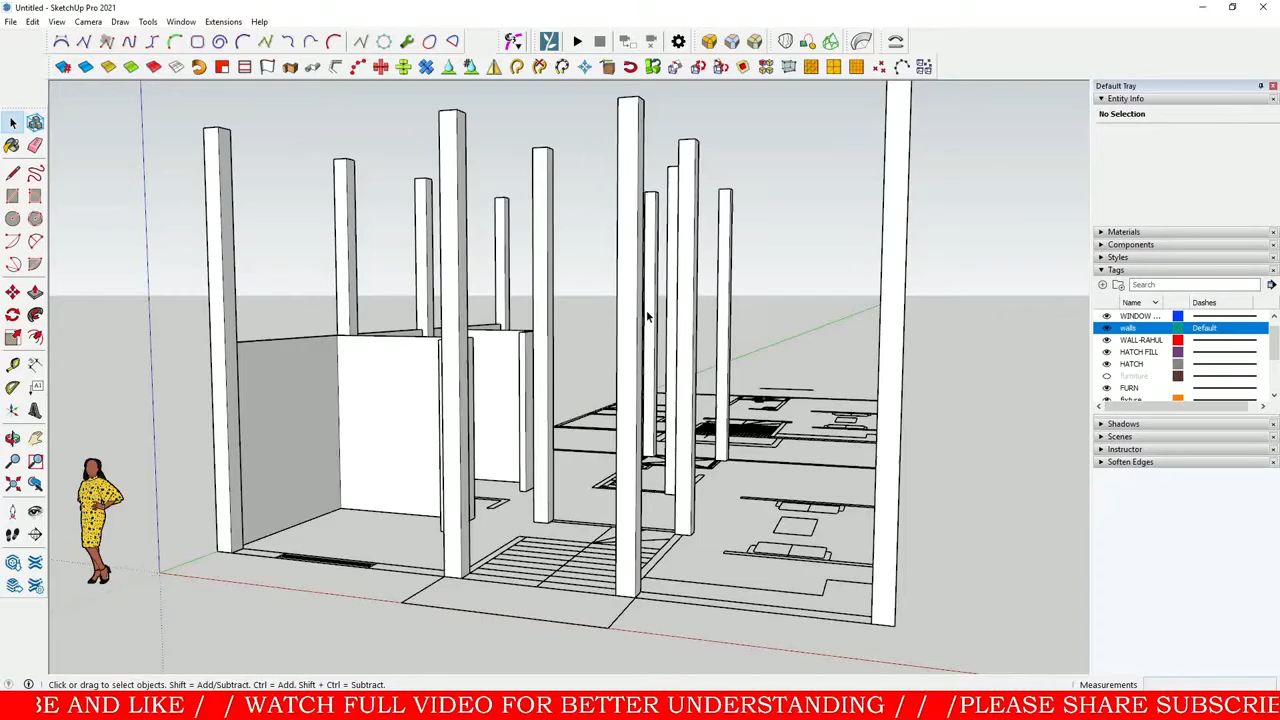 Untitled - SketchUp Pro 2021
File Edit View Camera Draw Tools Window Extensions Help
Default Tray
Entity Info
No Selection
Materials
Components
Styles
Tags
Search
Name Dashes
WINDOW ...
walls Default
WALL-RAHUL
HATCH FILL
HATCH
furniture
FURN
fixture
Shadows
Scenes
Instructor
Soften Edges
Click or drag to select objects. Shift = Add/Subtract. Ctrl = Add. Shift + Ctrl = Subtract.
Measurements
BE AND LIKE / / WATCH FULL VIDEO FOR BETTER UNDERSTANDING / / /PLEASE SHARE SUBSCRIE